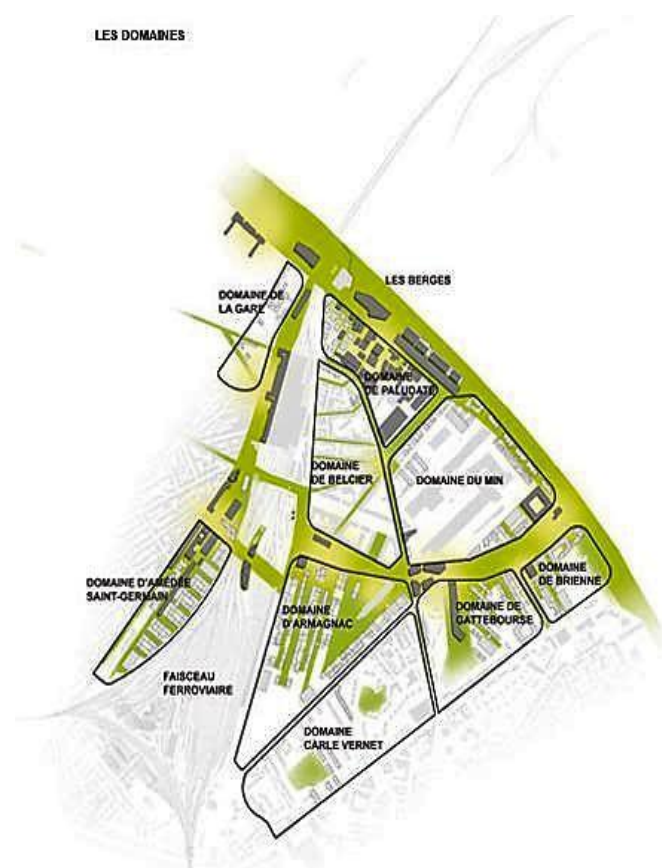 LES DOMAINES
LES BERGES
DOMAINE DE
LA GARE
DOMAINE
DE PALUDATE
DOMAINE
DE BELCIER
DOMAINE DU MIN
DOMAINE D'AMÉDÉE
SAINT-GERMAIN
DOMAINE
D'ARMAGNAC
DOMAINE DE
GATTEBOURSE
DOMAINE
DE BRIENNE
FAISCEAU
FERROVIAIRE
DOMAINE
CARLE VERNET